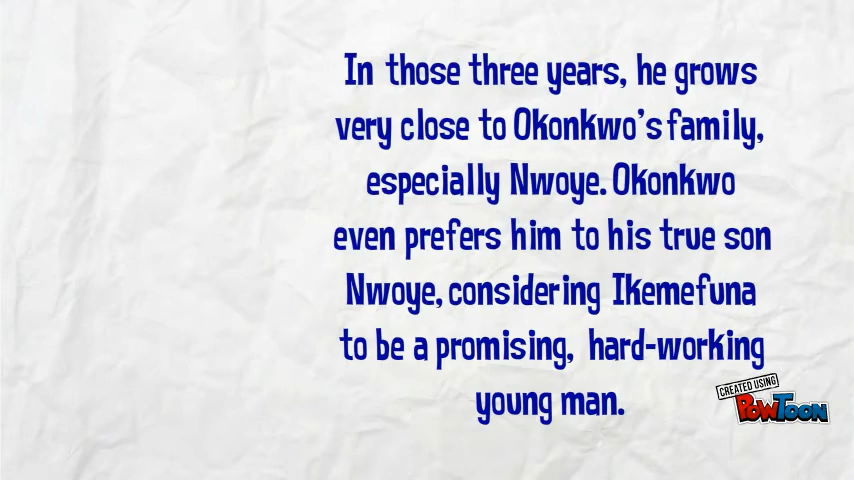 In those three years, he grows
very close to Okonkwo's family,
especially Nwoye. Okonkwo
even prefers him to his true son
Nwoye, considering Ikemefuna
to be a promising, hard-working
young man.
CREATED USING
POWTOON